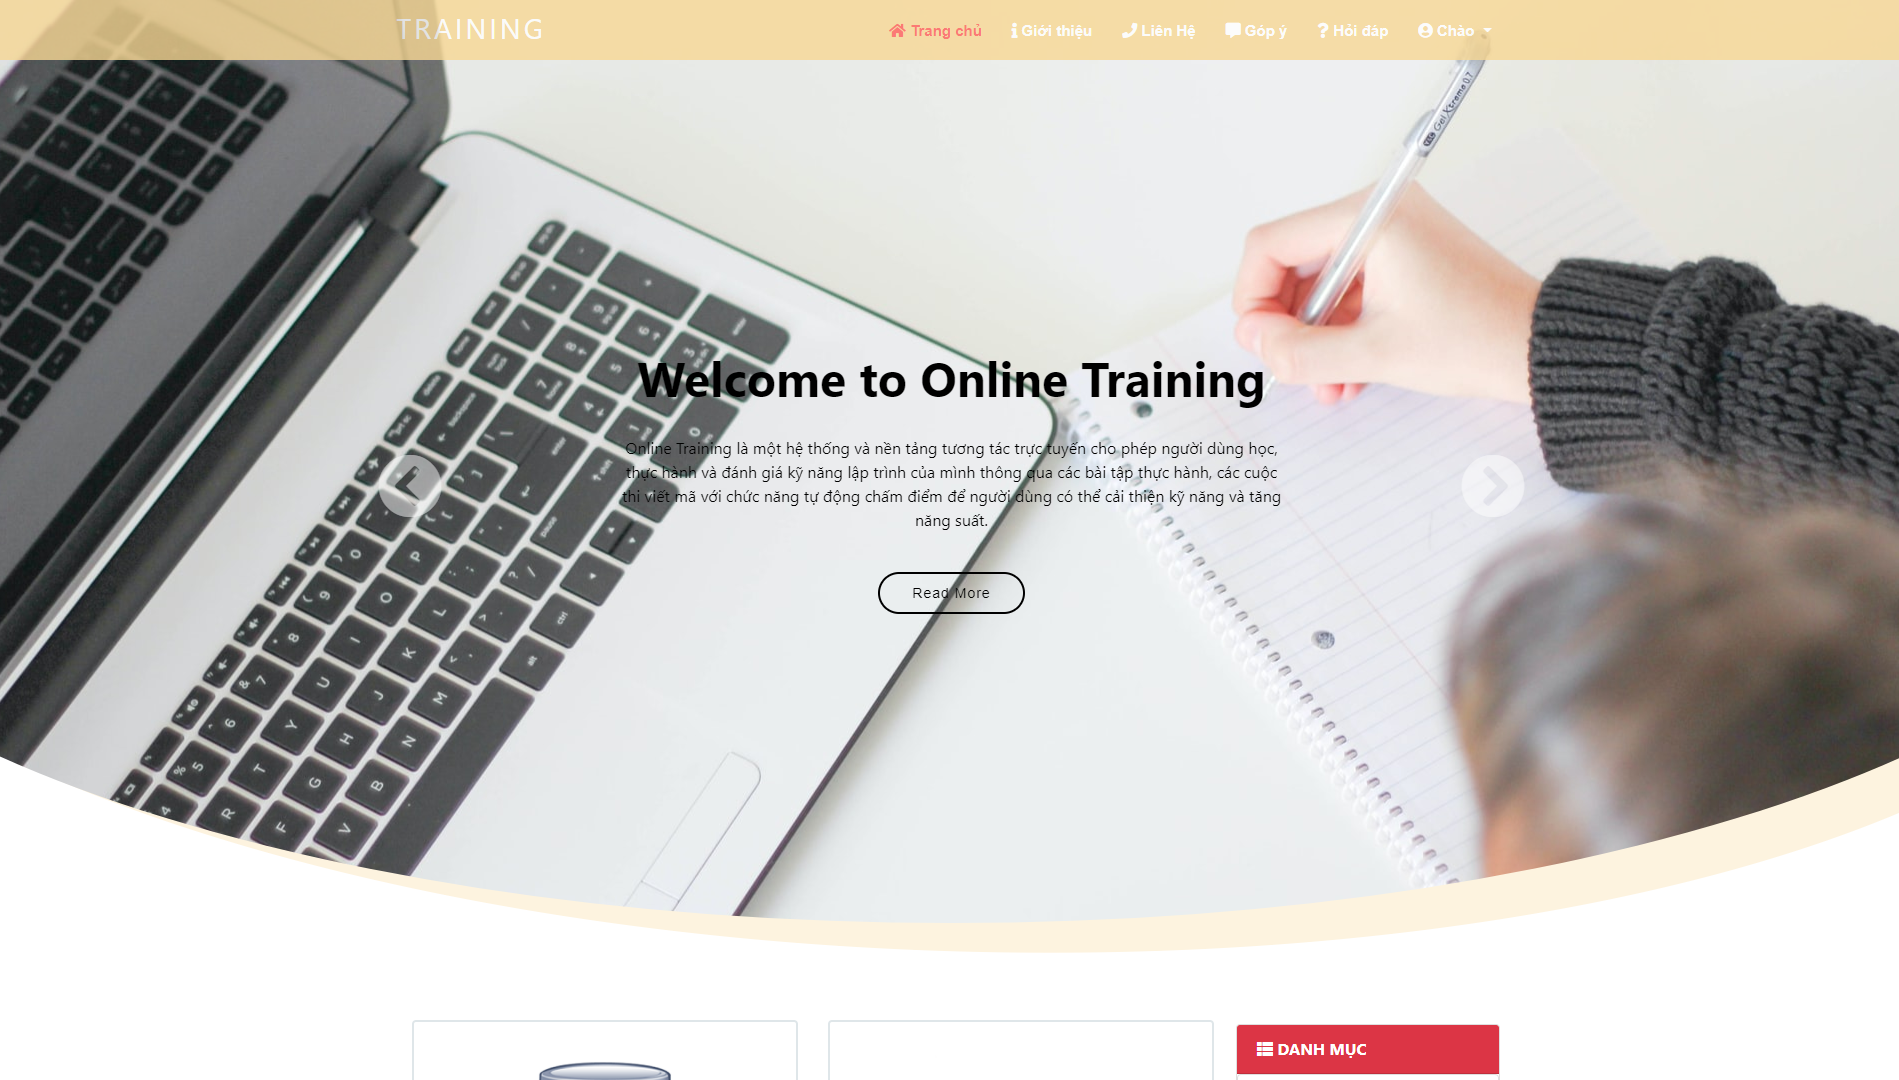 TRAINING
Trang chủ
Giới thiệu
Liên Hệ
Góp ý
Hỏi đáp
Chào
Welcome to Online Training
Online Training là một hệ thống và nền tảng tương tác trực tuyến cho phép người dùng học,
thực hành và đánh giá kỹ năng lập trình của mình thông qua các bài tập thực hành, các cuộc
thi viết mã với chức năng tự động chấm điểm để người dùng có thể cải thiện kỹ năng và tăng
năng suất.
Read More
DANH MỤC